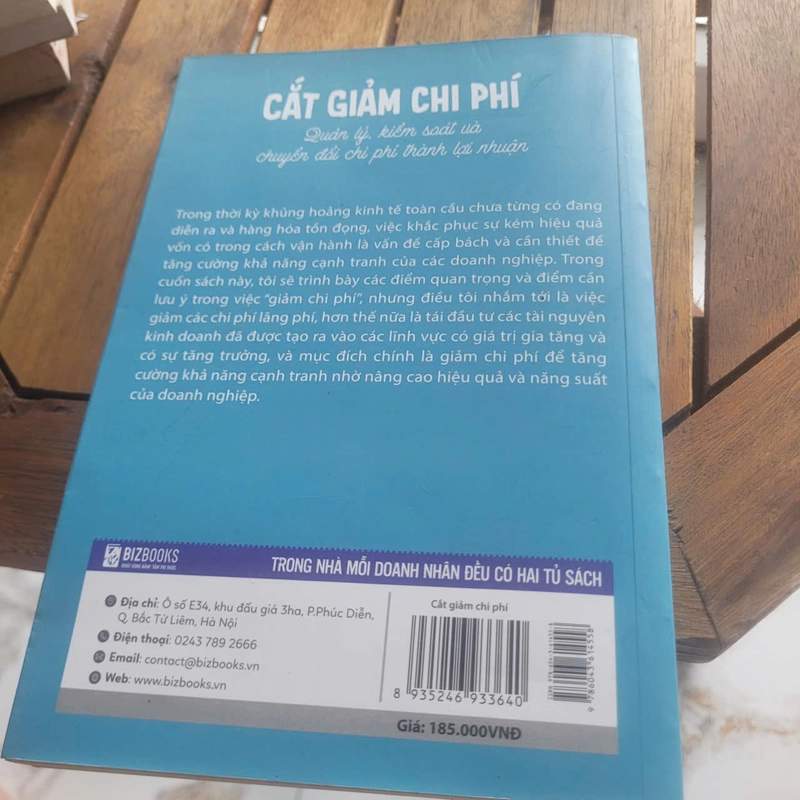 CẮT GIẢM CHI PHÍ
Quản lý, kiểm soát và
chuyển đổi chi phí thành lợi nhuận
Trong thời kỳ khủng hoảng kinh tế toàn cầu chưa từng có đang
diễn ra và hàng hóa tồn đọng, việc khắc phục sự kém hiệu quả
vốn có trong cách vận hành là vấn đề cấp bách và cần thiết để
tăng cường khả năng cạnh tranh của các doanh nghiệp. Trong
cuốn sách này, tôi sẽ trình bày các điểm quan trọng và điểm cần
lưu ý trong việc "giảm chi phí", nhưng điều tôi nhắm tới là việc
giảm các chi phí lãng phí, hơn thế nữa là tái đầu tư các tài nguyên
kinh doanh đã được tạo ra vào các lĩnh vực có giá trị gia tăng và
có sự tăng trưởng, và mục đích chính là giảm chi phí để tăng
cường khả năng cạnh tranh nhờ nâng cao hiệu quả và năng suất
của doanh nghiệp.
BIZBOOKS
TRONG NHÀ MỖI DOANH NHÂN ĐỀU CÓ HAI TỦ SÁCH
Địa chỉ: Ô số E34, khu đấu giá 3ha, P.Phúc Diễn,
Q, Bắc Từ Liêm, Hà Nội
Điện thoại: 0243 789 2666
Email: contact@bizbooks.vn
Web: www.bizbooks.vn
Cắt giảm chi phí
8 935246 933640
9 786043 614558
Giá: 185.000VNĐ